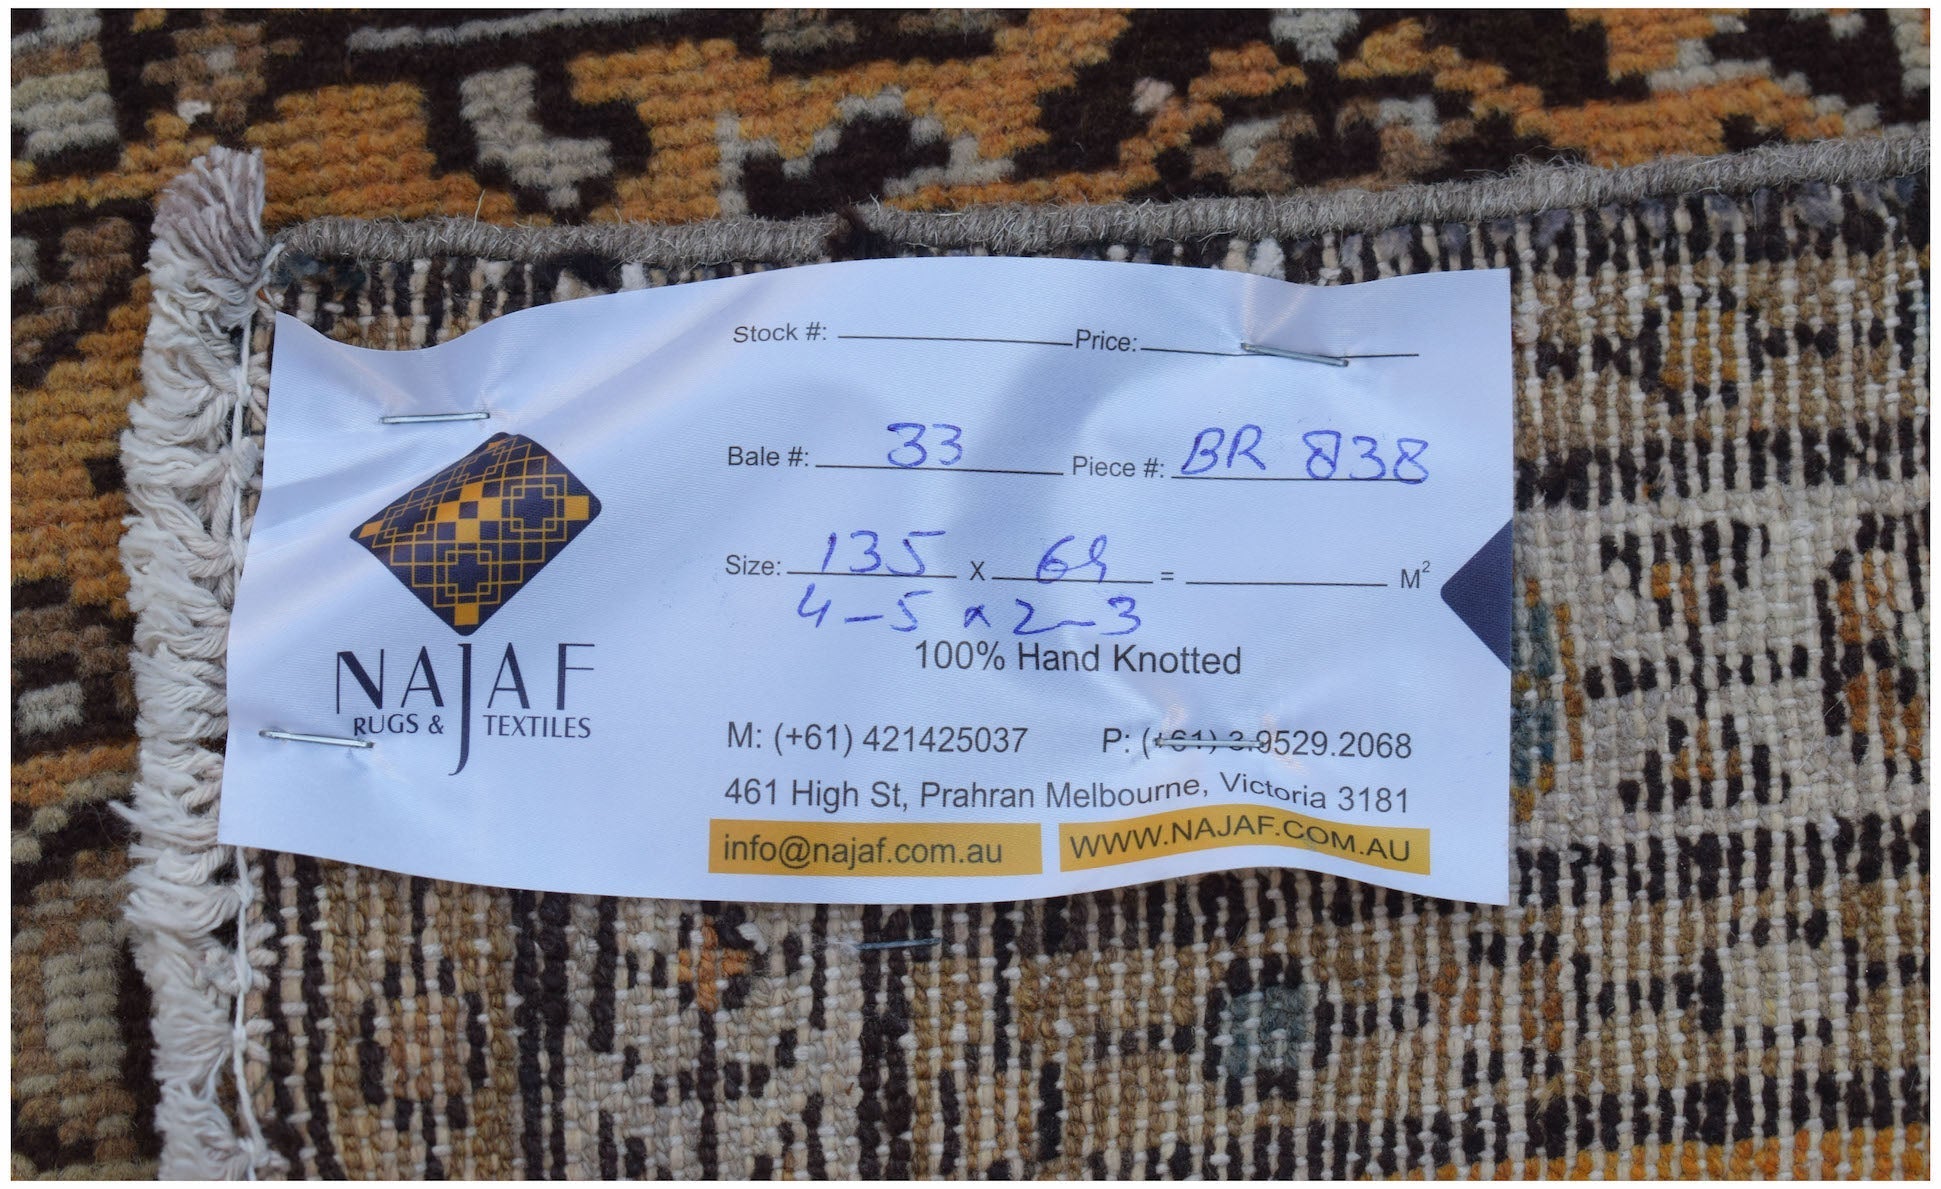 Stock #: Price:
Bale #: 33 Piece #: BR 838
Size: 135 x 69 = M²
4-5 x 2-3
100% Hand Knotted
NAJAF
RUGS & TEXTILES
M: (+61) 421425037 P: (+61) 3.9529.2068
461 High St, Prahran Melbourne, Victoria 3181
info@najaf.com.au WWW.NAJAF.COM.AU